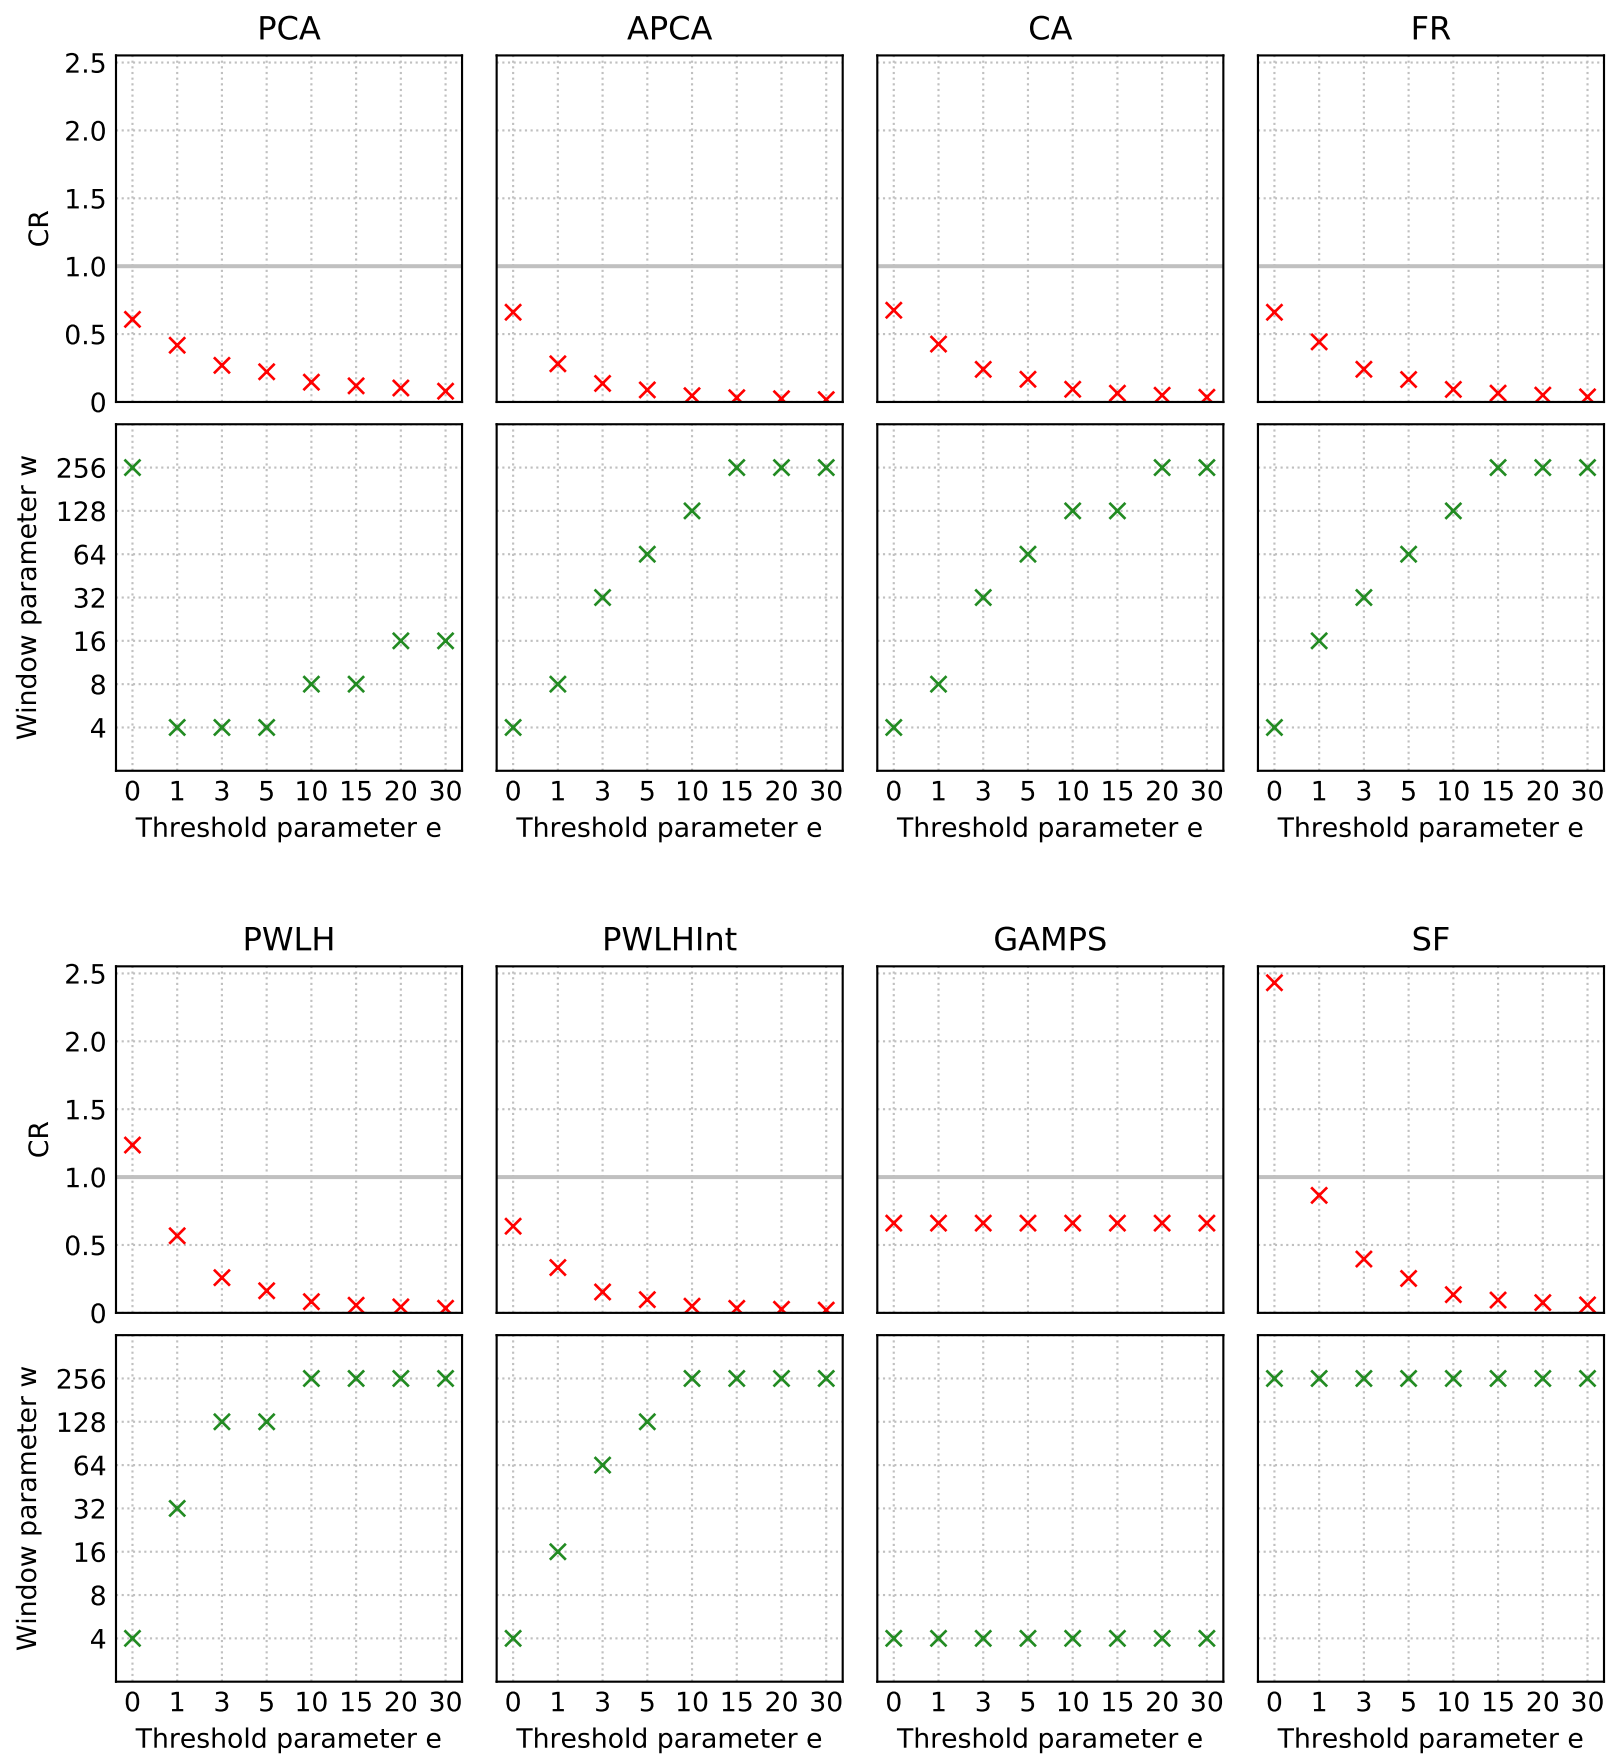 PCA APCA CA FR
2.5
2.0
1.5
1.0
0.5
0
CR
256
128
64
32
16
8
4
Window parameter w
0 1 3 5 10 15 20 30 0 1 3 5 10 15 20 30 0 1 3 5 10 15 20 30 0 1 3 5 10 15 20 30
Threshold parameter e Threshold parameter e Threshold parameter e Threshold parameter e
PWLH PWLHInt GAMPS SF
2.5
2.0
1.5
1.0
0.5
0
CR
256
128
64
32
16
8
4
Window parameter w
0 1 3 5 10 15 20 30 0 1 3 5 10 15 20 30 0 1 3 5 10 15 20 30 0 1 3 5 10 15 20 30
Threshold parameter e Threshold parameter e Threshold parameter e Threshold parameter e